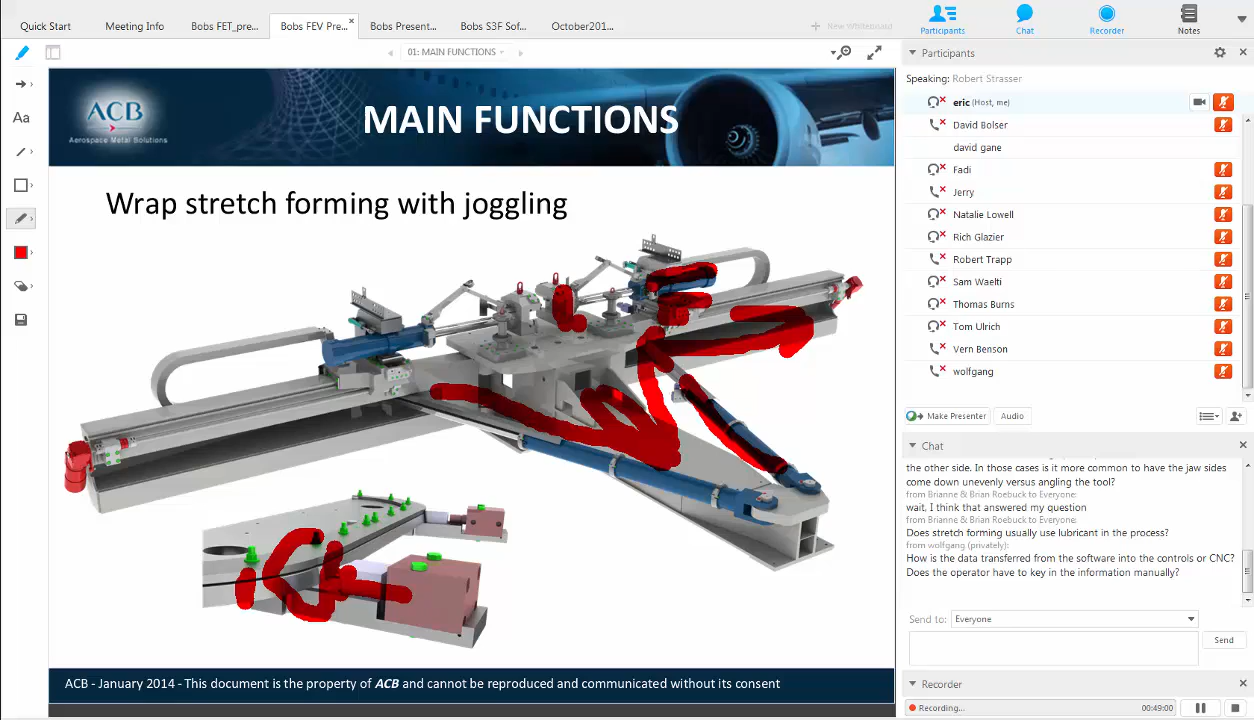 Quick Start
Meeting Info
Bobs FET_pre...
Bobs FEV Pre...
Bobs Present...
Bobs S3F Sof...
October201...
New Whiteboard
Participants
Chat
Recorder
Notes
01: MAIN FUNCTIONS
Aa
ACB
Aerospace Metal Solutions
MAIN FUNCTIONS
Wrap stretch forming with joggling
ACB - January 2014 - This document is the property of ACB and cannot be reproduced and communicated without its consent
Participants
Speaking: Robert Strasser
eric (Host, me)
David Bolser
david gane
Fadi
Jerry
Natalie Lowell
Rich Glazier
Robert Trapp
Sam Waelti
Thomas Burns
Tom Ulrich
Vern Benson
wolfgang
Make Presenter
Audio
Chat
the other side. In those cases is it more common to have the jaw sides
come down unevenly versus angling the tool?
from Brianne & Brian Roebuck to Everyone:
wait, I think that answered my question
from Brianne & Brian Roebuck to Everyone:
Does stretch forming usually use lubricant in the process?
from wolfgang (privately):
How is the data transferred from the software into the controls or CNC?
Does the operator have to key in the information manually?
Send to:
Everyone
Send
Recorder
Recording...
00:49:00